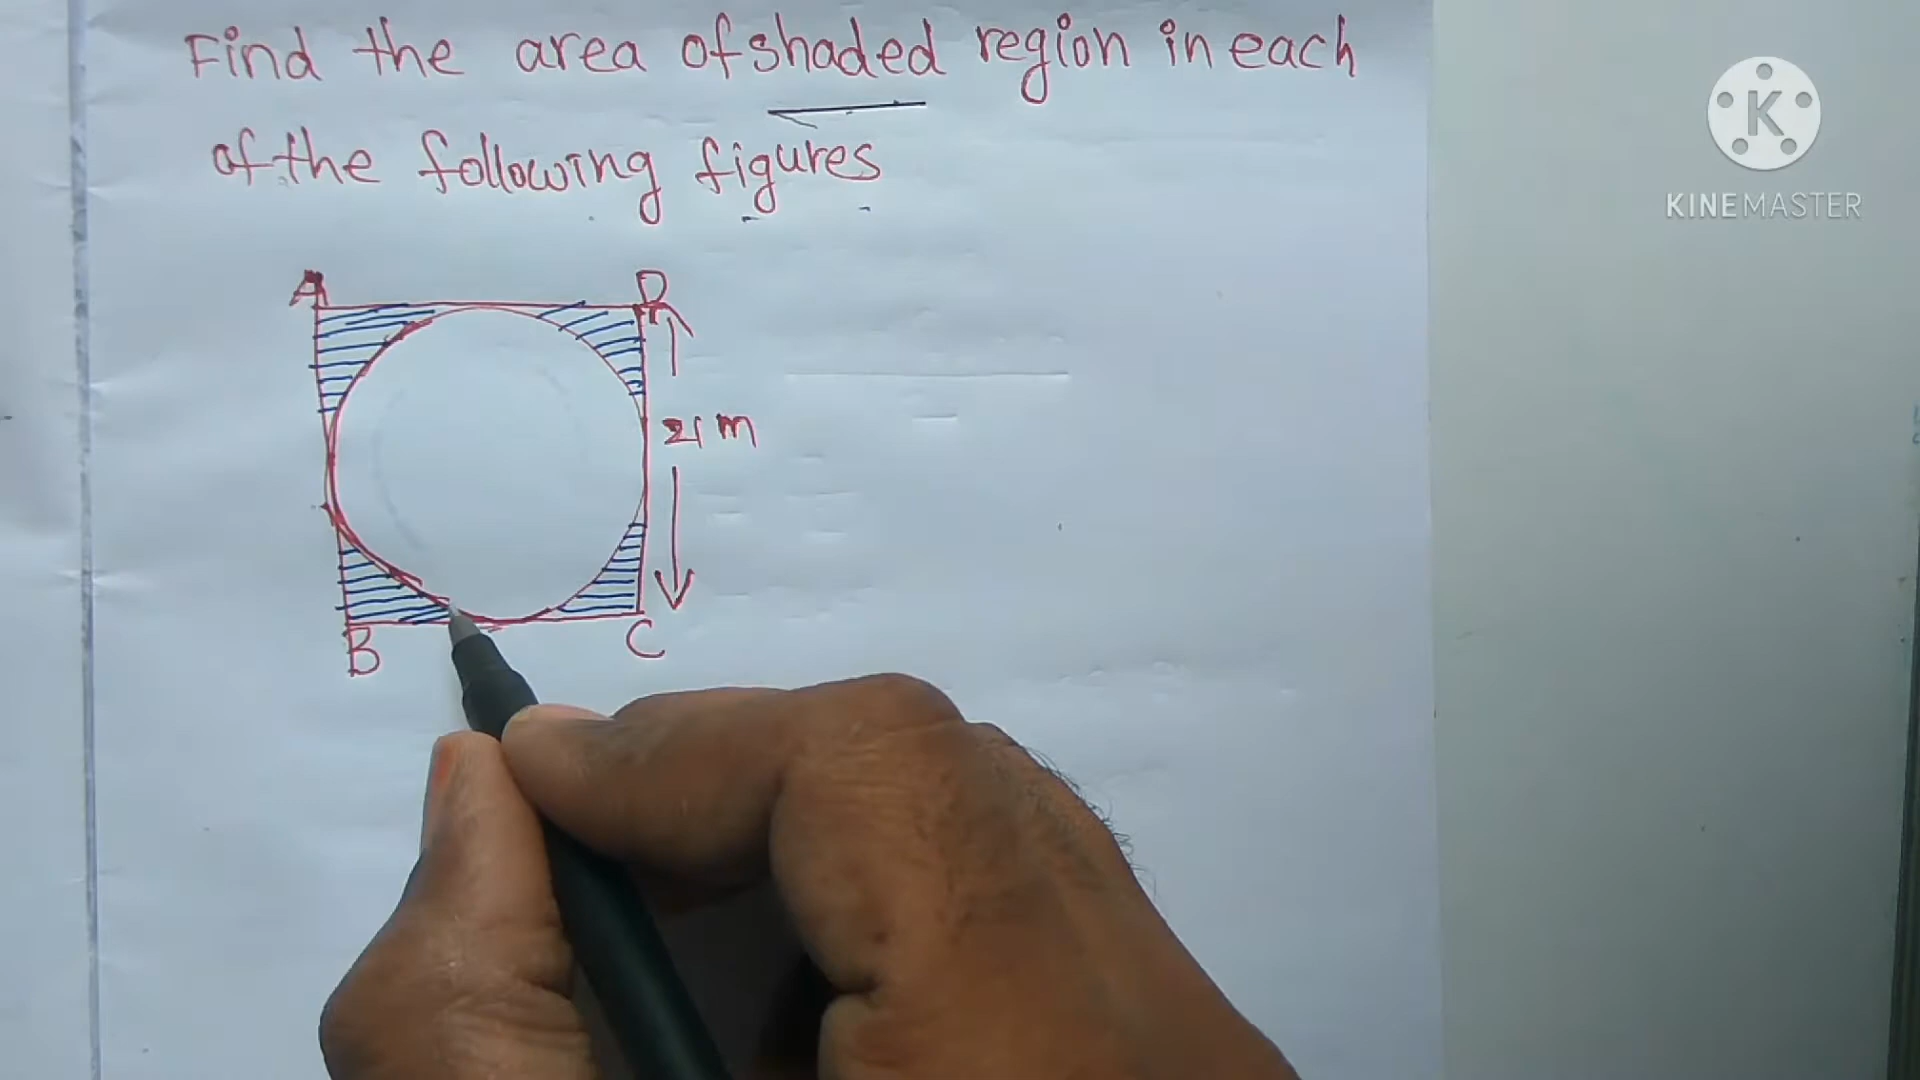 Find the area of shaded region in each
of the following figures
A D
21 m
B C
K
KINEMASTER